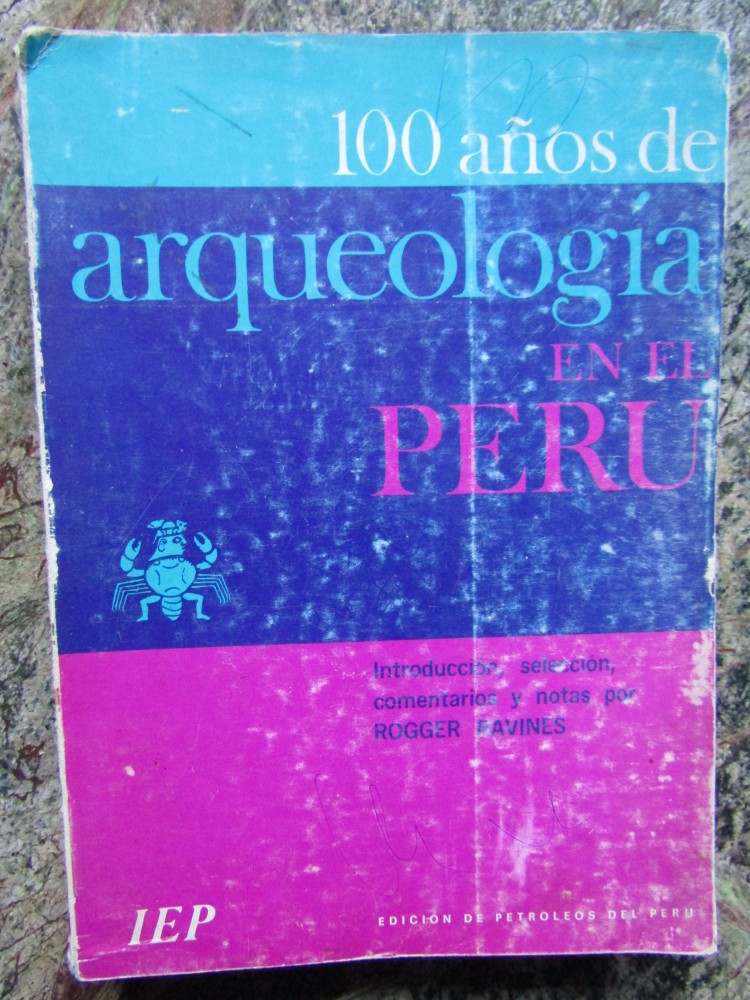 100 años de
arqueología
EN EL
PERU
Introducción, selección,
comentarios y notas por
ROGGER RAVINES
IEP
EDICION DE PETROLEOS DEL PERU